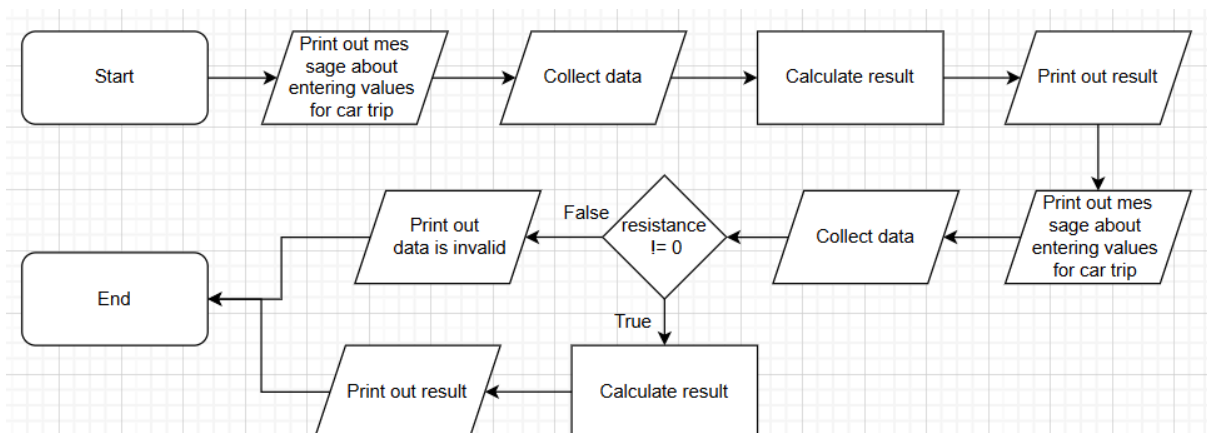 Start
Print out mes
sage about
entering values
for car trip
Collect data
Calculate result
Print out result
Print out mes
sage about
entering values
for car trip
Collect data
resistance
!= 0
False
Print out
data is invalid
End
True
Calculate result
Print out result